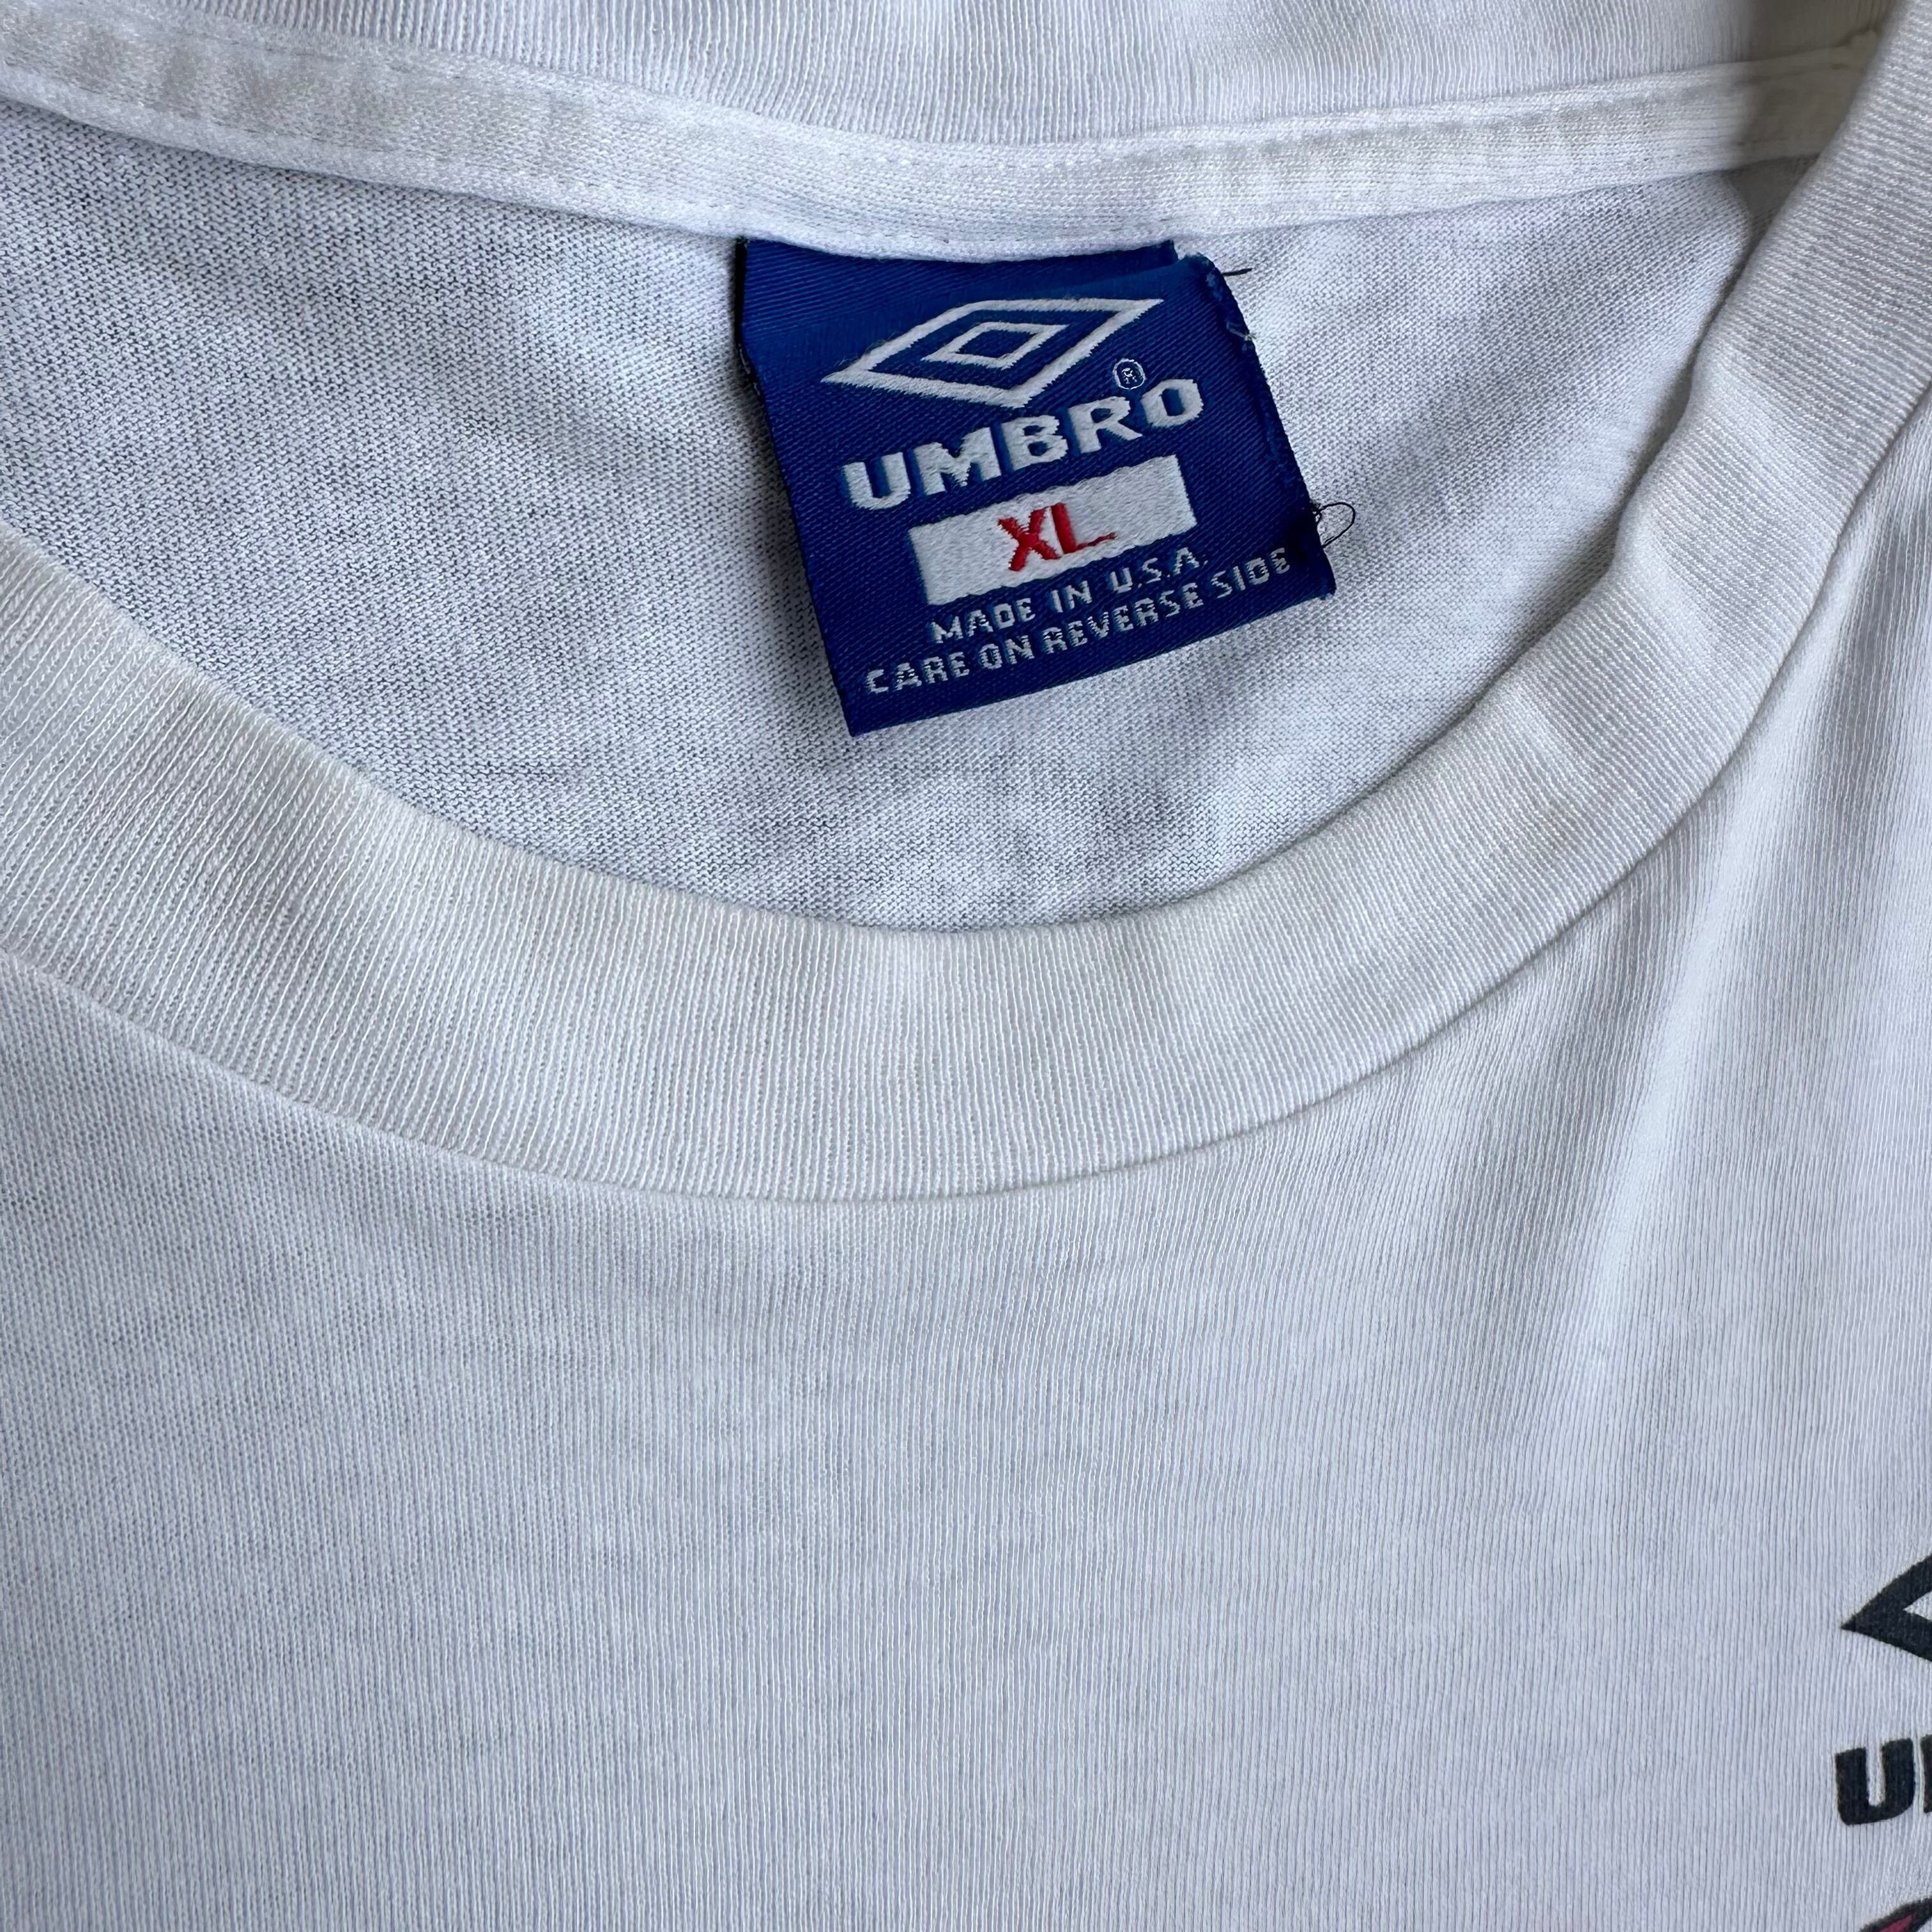 ®
UMBRO
XL
MADE IN U.S.A.
CARE ON REVERSE SIDE
U